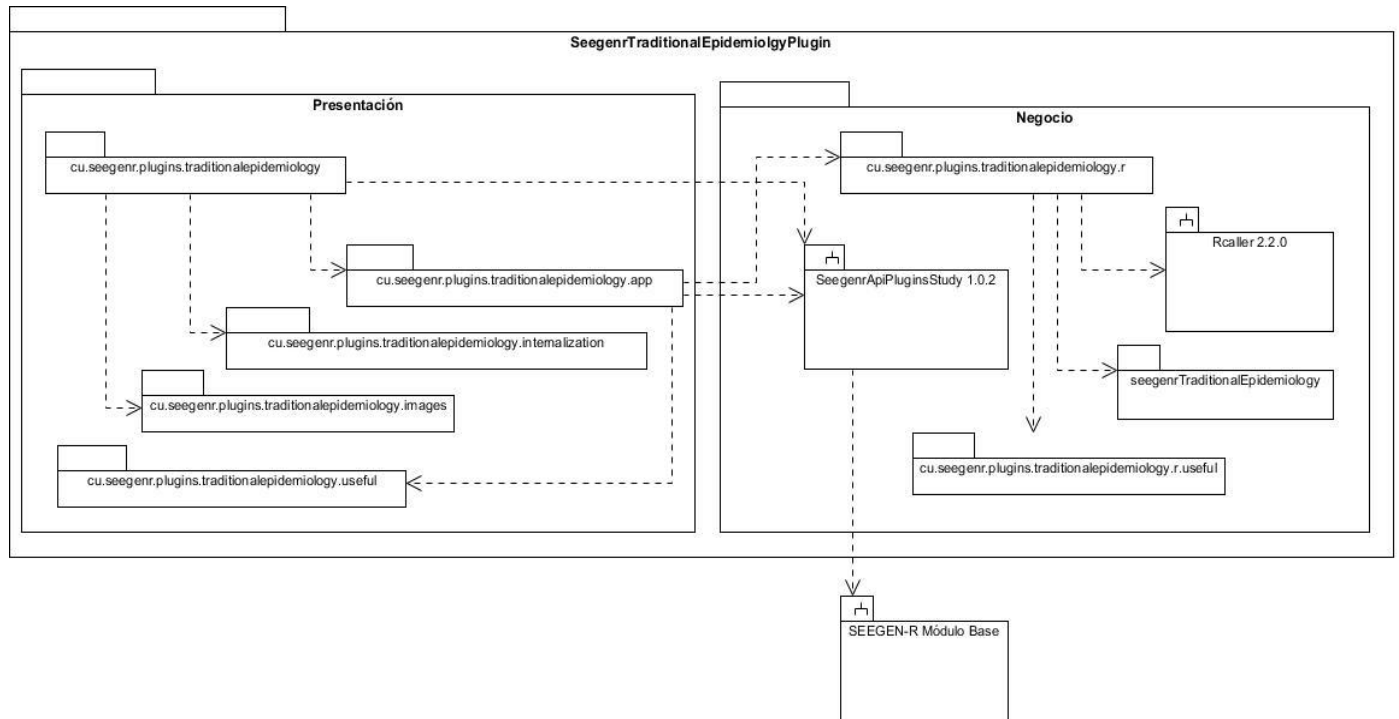 SeegenrTraditionalEpidemiolgyPlugin
Presentación
cu.seegenr.plugins.traditionalepidemiology
cu.seegenr.plugins.traditionalepidemiology.app
cu.seegenr.plugins.traditionalepidemiology.internalization
cu.seegenr.plugins.traditionalepidemiology.images
cu.seegenr.plugins.traditionalepidemiology.useful
Negocio
cu.seegenr.plugins.traditionalepidemiology.r
Rcaller 2.2.0
SeegenrApiPluginsStudy 1.0.2
seegenrTraditionalEpidemiology
cu.seegenr.plugins.traditionalepidemiology.r.useful
SEEGEN-R Módulo Base